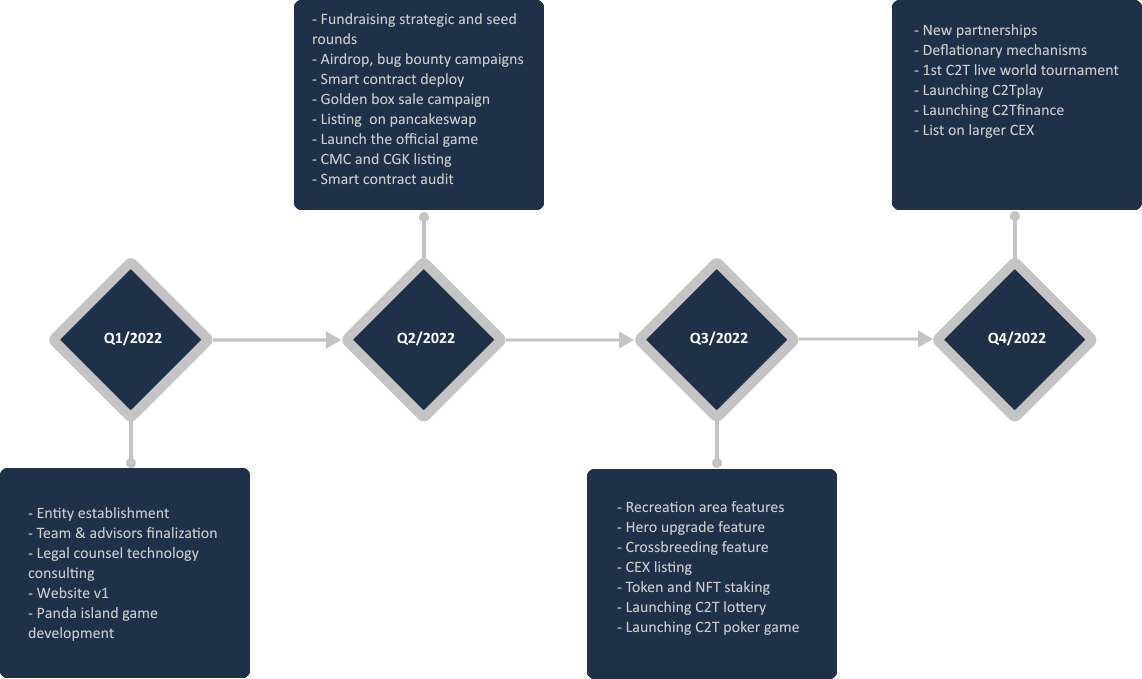 - Fundraising strategic and seed
rounds
- Airdrop, bug bounty campaigns
- Smart contract deploy
- Golden box sale campaign
- Listing  on pancakeswap
- Launch the official game
- CMC and CGK listing
- Smart contract audit
- New partnerships
- Deflationary mechanisms
- 1st C2T live world tournament
- Launching C2Tplay
- Launching C2Tfinance
- List on larger CEX
Q1/2022
Q2/2022
Q3/2022
Q4/2022
- Entity establishment
- Team & advisors finalization
- Legal counsel technology
consulting
- Website v1
- Panda island game
development
- Recreation area features
- Hero upgrade feature
- Crossbreeding feature
- CEX listing
- Token and NFT staking
- Launching C2T lottery
- Launching C2T poker game